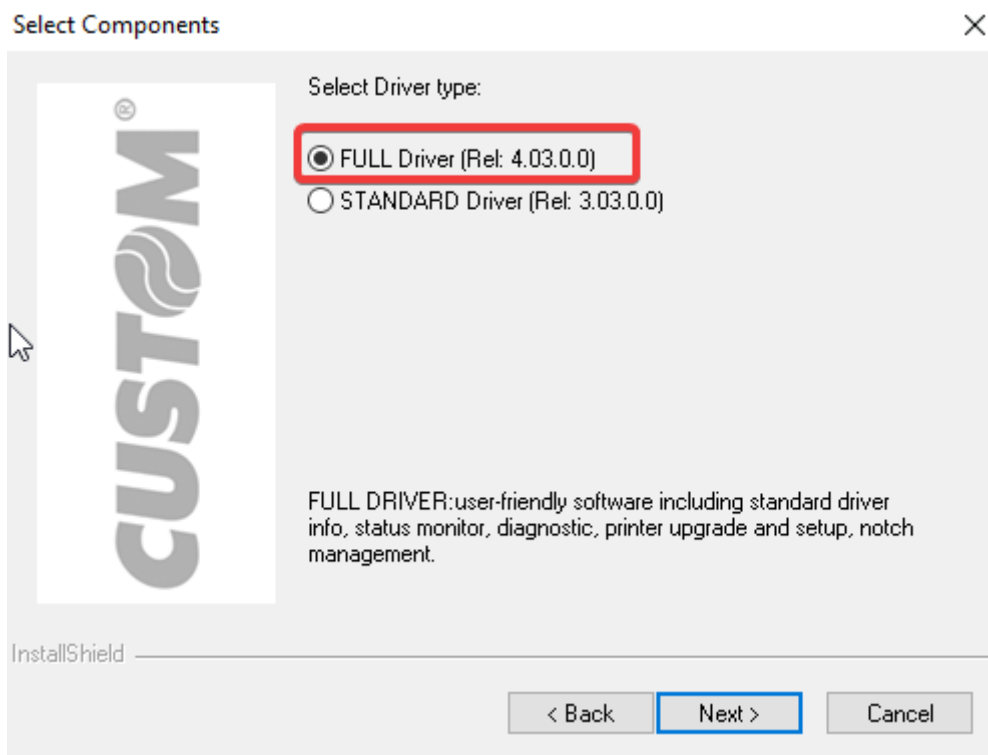 Select Components
CUSTOM®
Select Driver type:
FULL Driver (Rel: 4.03.0.0)
STANDARD Driver (Rel: 3.03.0.0)
FULL DRIVER:user-friendly software including standard driver
info, status monitor, diagnostic, printer upgrade and setup, notch
management.
InstallShield
< Back
Next >
Cancel